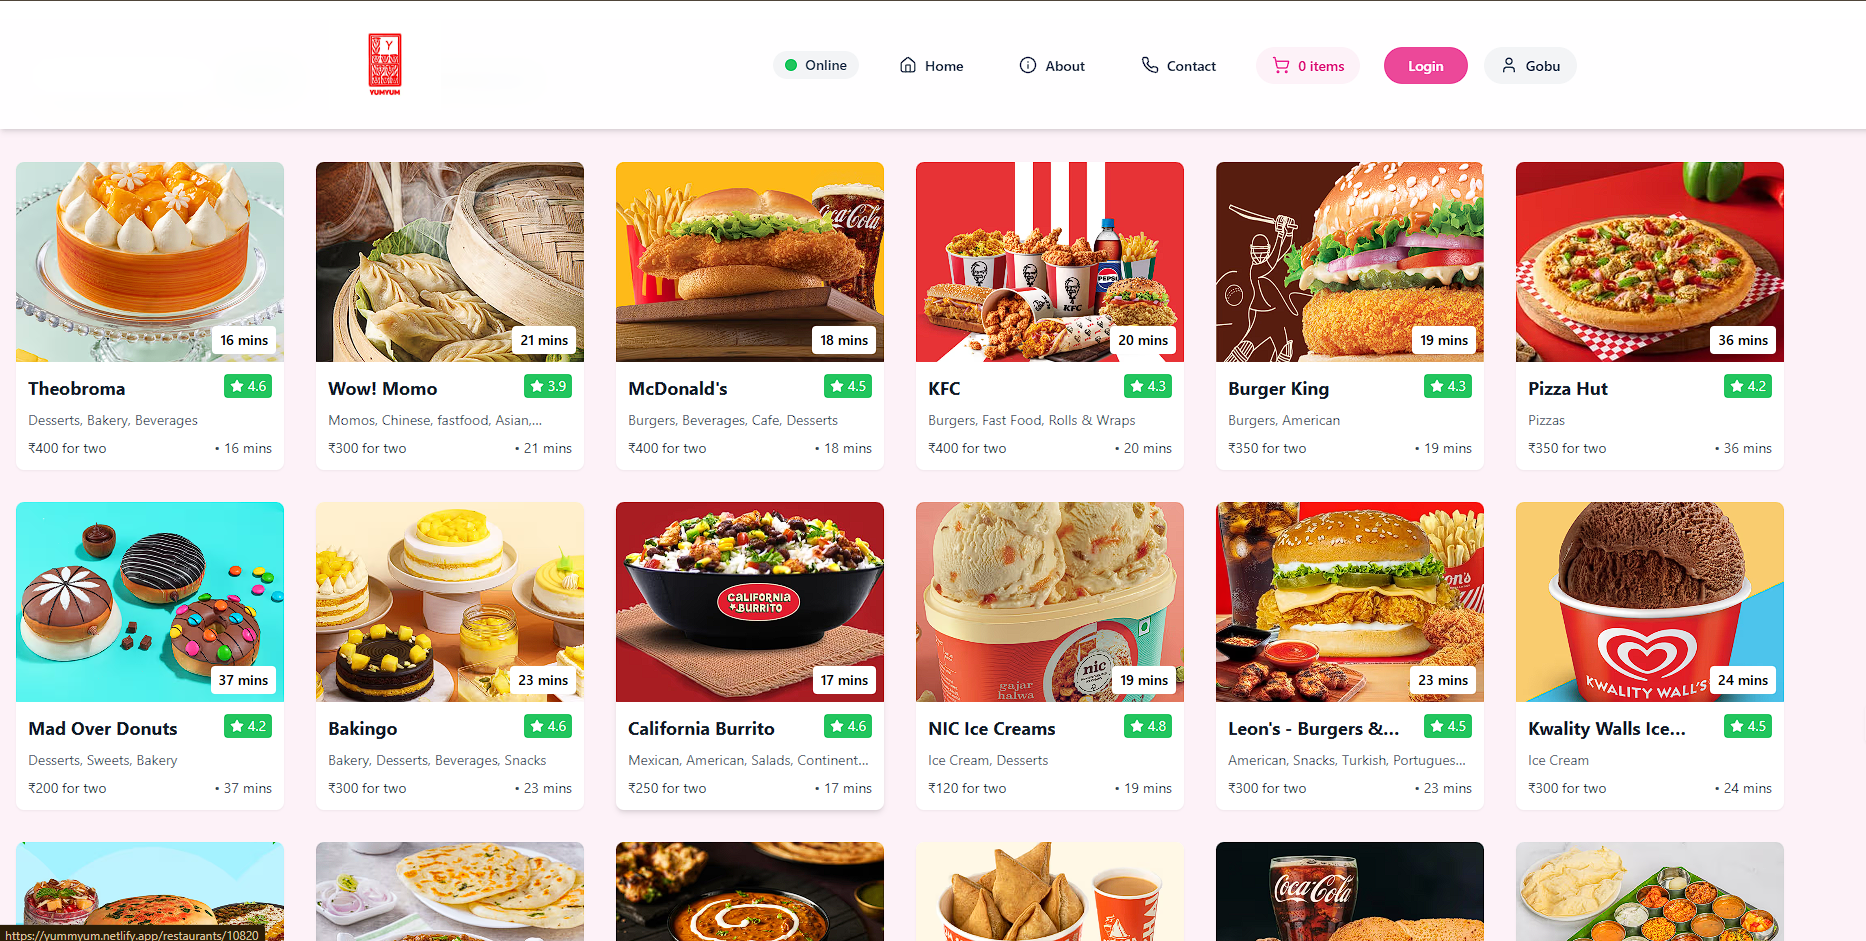 Y
YUMYUM
Online
Home
About
Contact
0 items
Login
Gobu
Coca-Cola
KFC
PEPSI
16 mins
21 mins
18 mins
20 mins
19 mins
36 mins
Theobroma
4.6
Desserts, Bakery, Beverages
₹400 for two
• 16 mins
Wow! Momo
3.9
Momos, Chinese, fastfood, Asian,...
₹300 for two
• 21 mins
McDonald's
4.5
Burgers, Beverages, Cafe, Desserts
₹400 for two
• 18 mins
KFC
4.3
Burgers, Fast Food, Rolls & Wraps
₹400 for two
• 20 mins
Burger King
4.3
Burgers, American
₹350 for two
• 19 mins
Pizza Hut
4.2
Pizzas
₹350 for two
• 36 mins
CALIFORNIA
BURRITO
nic
gajar
halwa
KWALITY WALL'S
37 mins
23 mins
17 mins
19 mins
23 mins
24 mins
Mad Over Donuts
4.2
Desserts, Sweets, Bakery
₹200 for two
• 37 mins
Bakingo
4.6
Bakery, Desserts, Beverages, Snacks
₹300 for two
• 23 mins
California Burrito
4.6
Mexican, American, Salads, Continent...
₹250 for two
• 17 mins
NIC Ice Creams
4.8
Ice Cream, Desserts
₹120 for two
• 19 mins
Leon's - Burgers &...
4.5
American, Snacks, Turkish, Portugues...
₹300 for two
• 23 mins
Kwality Walls Ice...
4.5
Ice Cream
₹300 for two
• 24 mins
Coca-Cola
https://yummyum.netlify.app/restaurants/10820